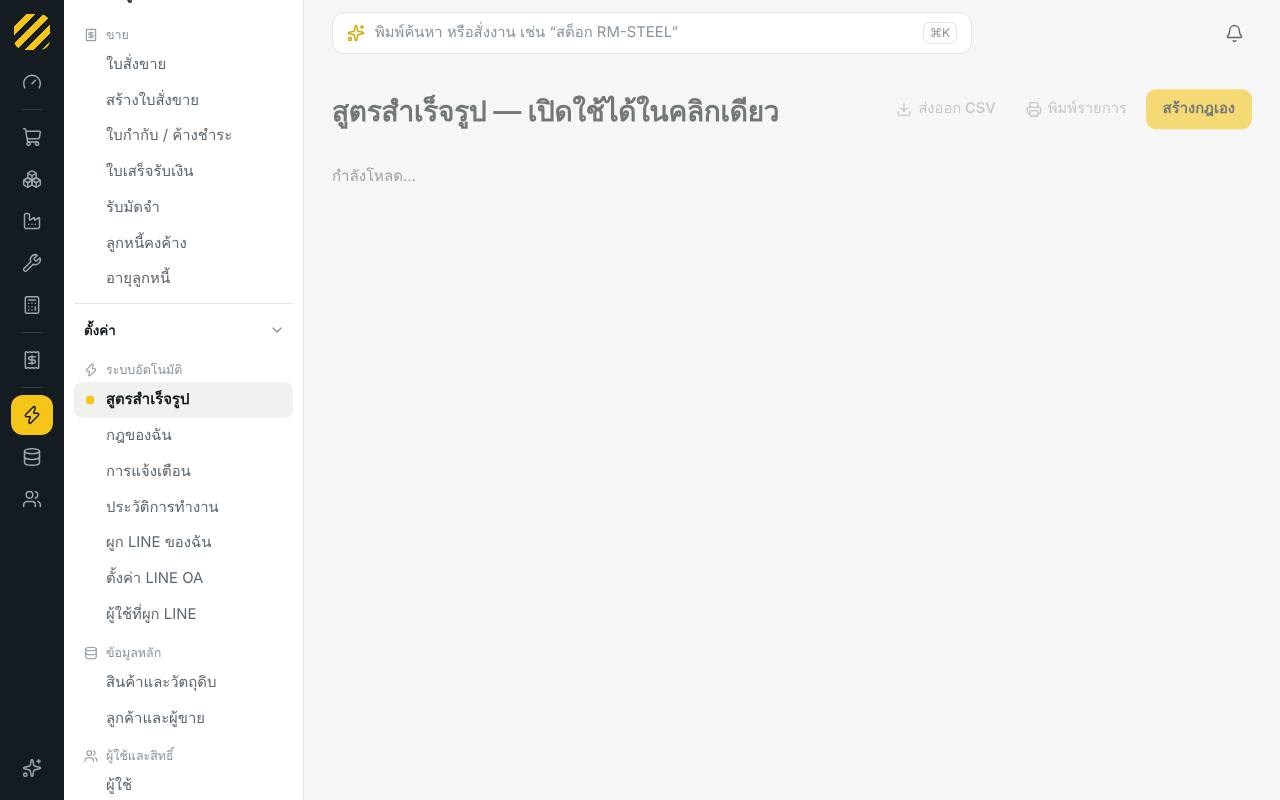 ขาย
ใบสั่งขาย
สร้างใบสั่งขาย
ใบกำกับ / ค้างชำระ
ใบเสร็จรับเงิน
รับมัดจำ
ลูกหนี้คงค้าง
อายุลูกหนี้
ตั้งค่า
ระบบอัตโนมัติ
สูตรสำเร็จรูป
กฎของฉัน
การแจ้งเตือน
ประวัติการทำงาน
ผูก LINE ของฉัน
ตั้งค่า LINE OA
ผู้ใช้ที่ผูก LINE
ข้อมูลหลัก
สินค้าและวัตถุดิบ
ลูกค้าและผู้ขาย
ผู้ใช้และสิทธิ์
ผู้ใช้
พิมพ์ค้นหา หรือสั่งงาน เช่น “สต็อก RM-STEEL” ⌘K
สูตรสำเร็จรูป — เปิดใช้ได้ในคลิกเดียว
ส่งออก CSV
พิมพ์รายการ
สร้างกฎเอง
กำลังโหลด...